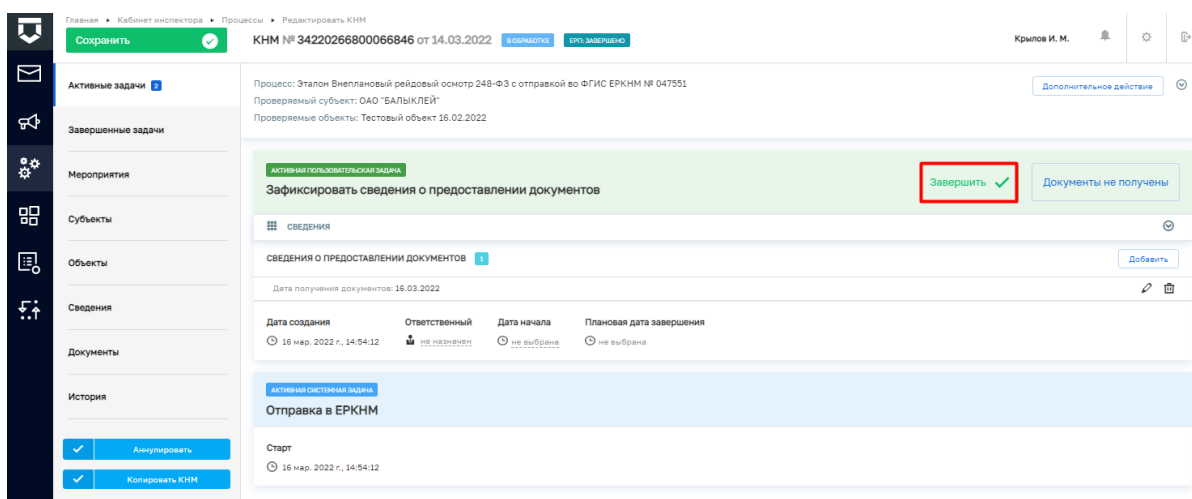 Главная ▸ Кабинет инспектора ▸ Процессы ▸ Редактировать КНМ
Сохранить
КНМ № 34220266800066846 от 14.03.2022 В ОБРАБОТКЕ ЕРП: ЗАВЕРШЕНО
Крылов И. М.
Активные задачи 2
Завершенные задачи
Мероприятия
Субъекты
Объекты
Сведения
Документы
История
Аннулировать
Копировать КНМ
Процесс: Эталон Внеплановый рейдовый осмотр 248-ФЗ с отправкой во ФГИС ЕРКНМ № 047551
Проверяемый субъект: ОАО "БАЛЫКЛЕЙ"
Проверяемые объекты: Тестовый объект 16.02.2022
Дополнительное действие
АКТИВНАЯ ПОЛЬЗОВАТЕЛЬСКАЯ ЗАДАЧА
Зафиксировать сведения о предоставлении документов
Завершить
Документы не получены
СВЕДЕНИЯ
СВЕДЕНИЯ О ПРЕДОСТАВЛЕНИИ ДОКУМЕНТОВ 1
Добавить
Дата получения документов: 16.03.2022
Дата создания Ответственный Дата начала Плановая дата завершения
16 мар. 2022 г., 14:54:12 не назначен не выбрана не выбрана
АКТИВНАЯ СИСТЕМНАЯ ЗАДАЧА
Отправка в ЕРКНМ
Старт
16 мар. 2022 г., 14:54:12